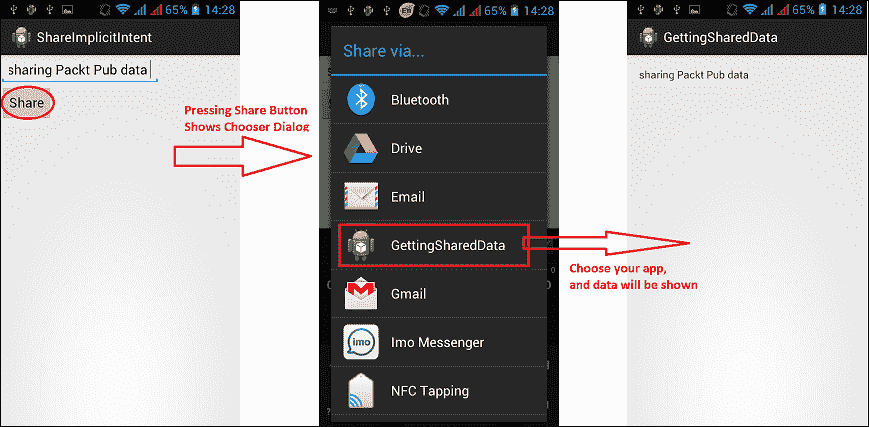 65% 14:28
ShareImplicitIntent
sharing Packt Pub data
Share
Pressing Share Button
Shows Chooser Dialog
65% 14:28
Share via...
Bluetooth
Drive
Email
GettingSharedData
Gmail
imo
Imo Messenger
NFC Tapping
Choose your app,
and data will be shown
65% 14:28
GettingSharedData
sharing Packt Pub data